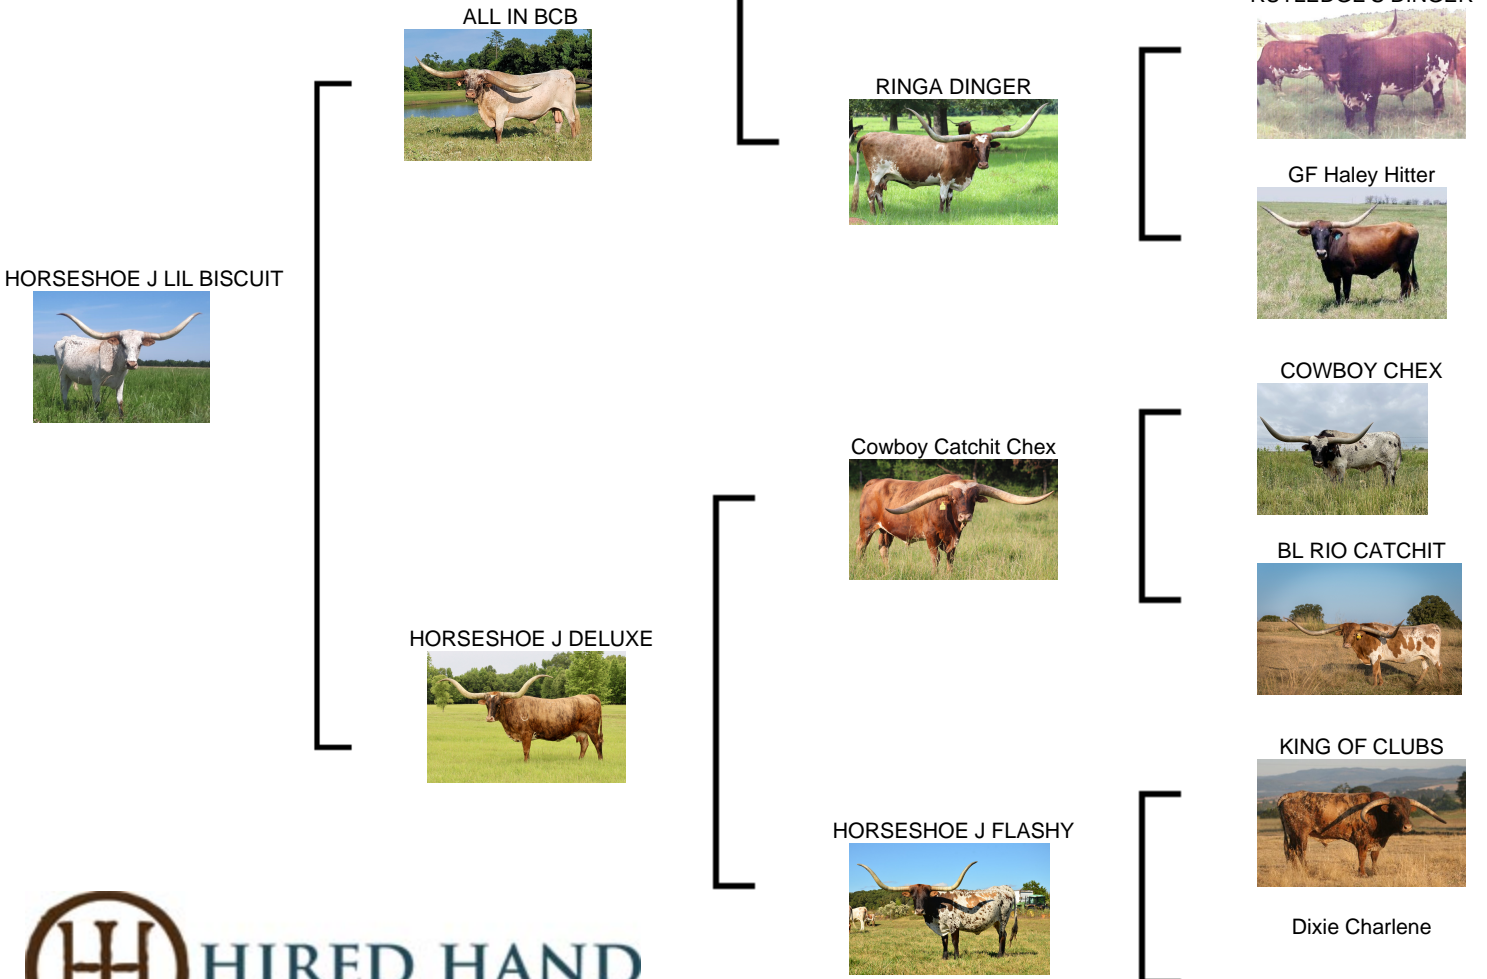 ALL IN BCB
RINGA DINGER
GF Haley Hitter
HORSESHOE J LIL BISCUIT
COWBOY CHEX
Cowboy Catchit Chex
BL RIO CATCHIT
HORSESHOE J DELUXE
KING OF CLUBS
HORSESHOE J FLASHY
Dixie Charlene
HIRED HAND